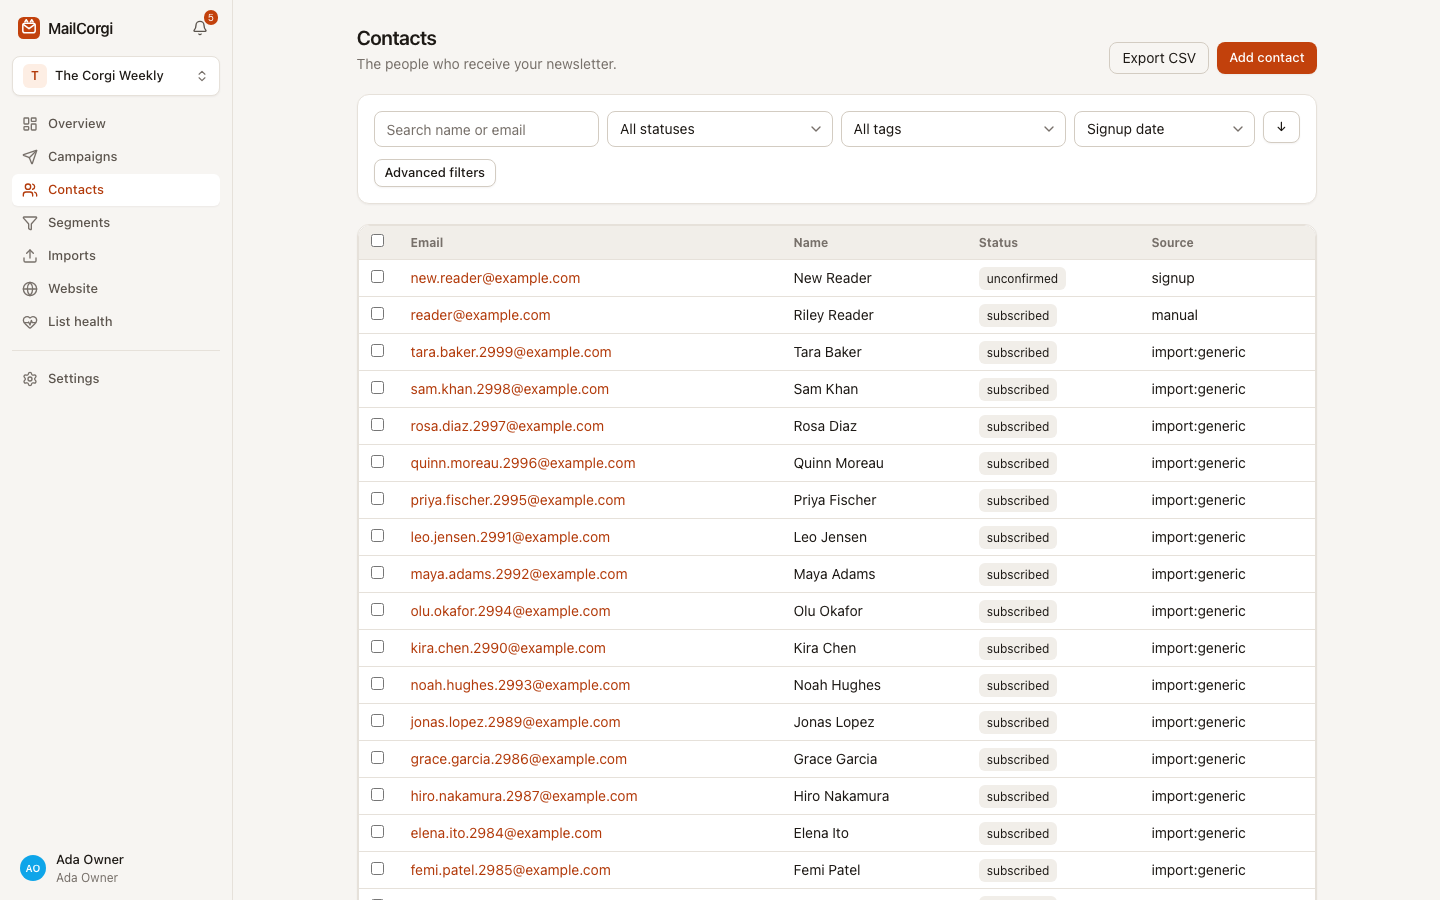 MailCorgi
5
T The Corgi Weekly
Overview
Campaigns
Contacts
Segments
Imports
Website
List health
Settings
AO Ada Owner
Ada Owner
Contacts
The people who receive your newsletter.
Export CSV Add contact
Search name or email All statuses All tags Signup date
Advanced filters
Email Name Status Source
new.reader@example.com New Reader unconfirmed signup
reader@example.com Riley Reader subscribed manual
tara.baker.2999@example.com Tara Baker subscribed import:generic
sam.khan.2998@example.com Sam Khan subscribed import:generic
rosa.diaz.2997@example.com Rosa Diaz subscribed import:generic
quinn.moreau.2996@example.com Quinn Moreau subscribed import:generic
priya.fischer.2995@example.com Priya Fischer subscribed import:generic
leo.jensen.2991@example.com Leo Jensen subscribed import:generic
maya.adams.2992@example.com Maya Adams subscribed import:generic
olu.okafor.2994@example.com Olu Okafor subscribed import:generic
kira.chen.2990@example.com Kira Chen subscribed import:generic
noah.hughes.2993@example.com Noah Hughes subscribed import:generic
jonas.lopez.2989@example.com Jonas Lopez subscribed import:generic
grace.garcia.2986@example.com Grace Garcia subscribed import:generic
hiro.nakamura.2987@example.com Hiro Nakamura subscribed import:generic
elena.ito.2984@example.com Elena Ito subscribed import:generic
femi.patel.2985@example.com Femi Patel subscribed import:generic